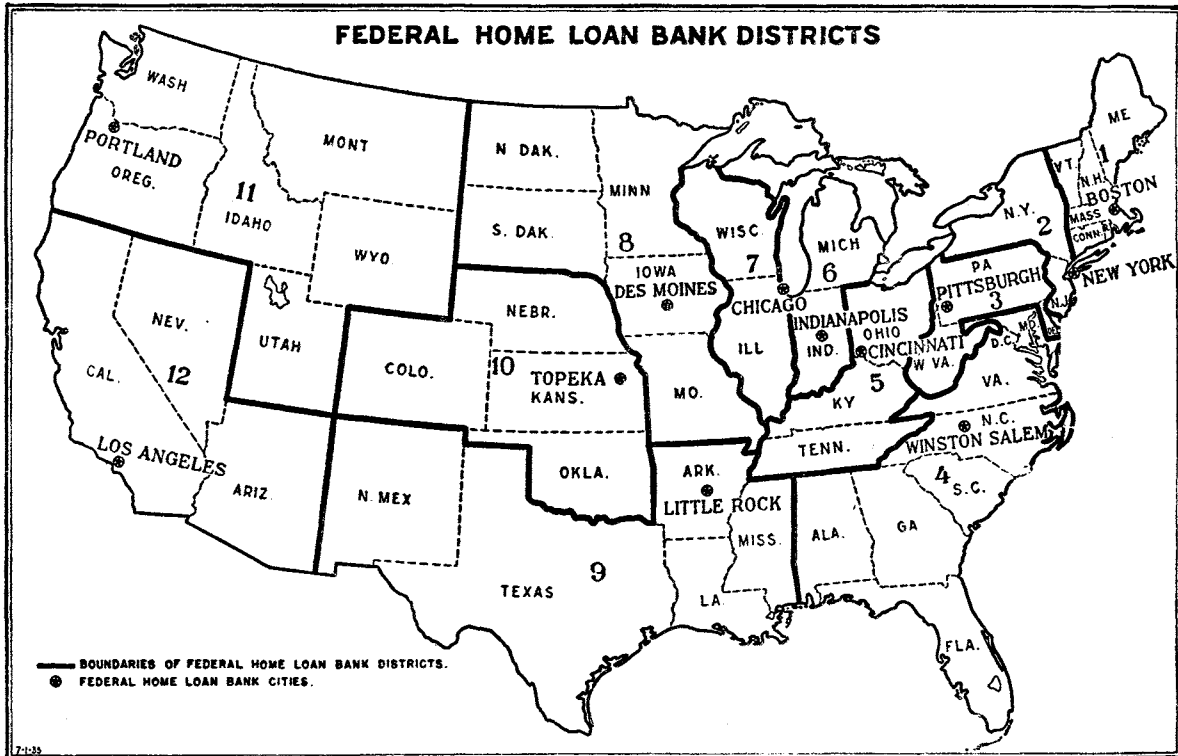 FEDERAL HOME LOAN BANK DISTRICTS
WASH
PORTLAND
OREG.
MONT
11
IDAHO
WYO.
N DAK.
S. DAK.
MINN
8
IOWA
DES MOINES
WISC.
7
CHICAGO
MICH
6
ME
VT.
1
N.H.
BOSTON
MASS
CONN.
R.I.
N.Y.
2
NEW YORK
PA
PITTSBURGH
3
N.J.
MD.
D.C.
NEV.
CAL.
12
UTAH
COLO.
NEBR.
10
TOPEKA
KANS.
MO.
ILL
INDIANAPOLIS
IND.
OHIO
CINCINNATI
W VA.
5
KY
VA.
LOS ANGELES
ARIZ.
N. MEX
OKLA.
ARK.
LITTLE ROCK
TENN.
N.C.
WINSTON SALEM
4
S.C.
MISS.
ALA.
GA
TEXAS
9
LA.
FLA.
BOUNDARIES OF FEDERAL HOME LOAN BANK DISTRICTS.
FEDERAL HOME LOAN BANK CITIES.
7-1-35